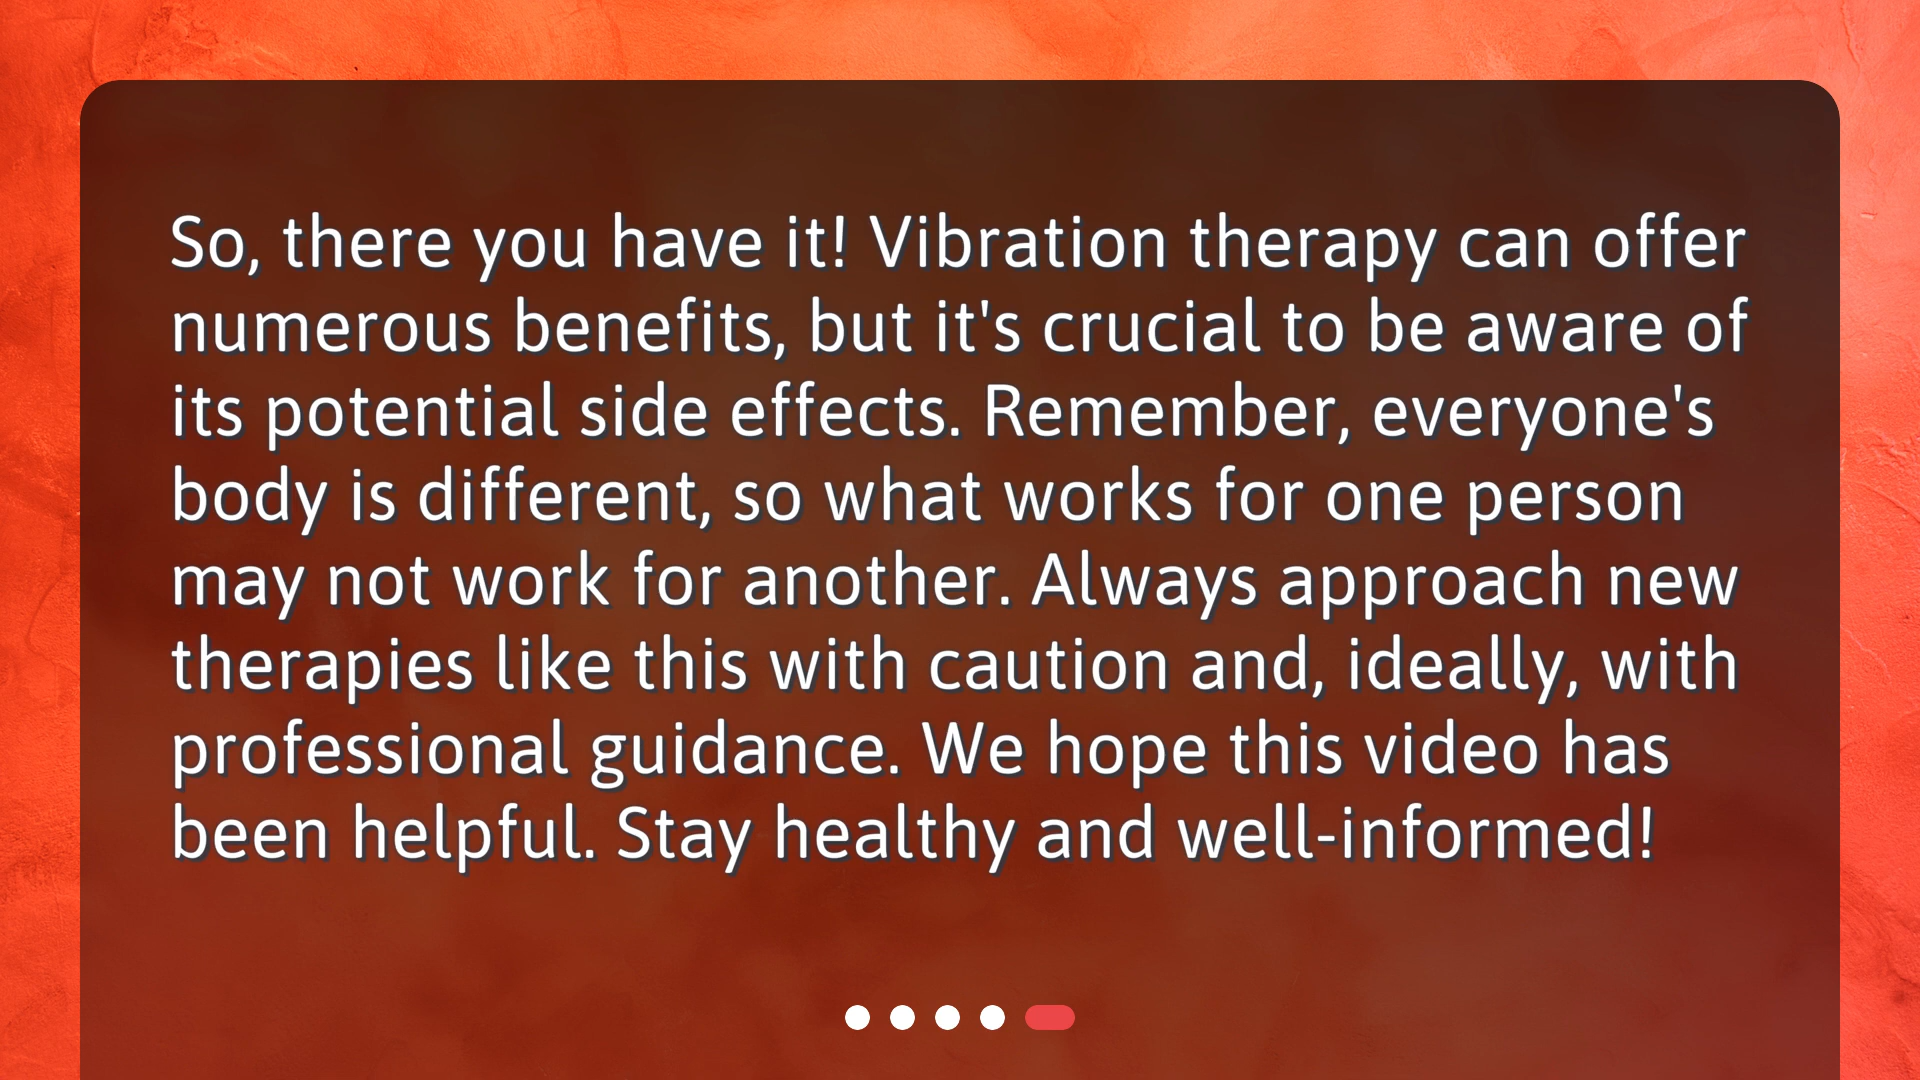 So, there you have it! Vibration therapy can offer
numerous benefits, but it's crucial to be aware of
its potential side effects. Remember, everyone's
body is different, so what works for one person
may not work for another. Always approach new
therapies like this with caution and, ideally, with
professional guidance. We hope this video has
been helpful. Stay healthy and well-informed!